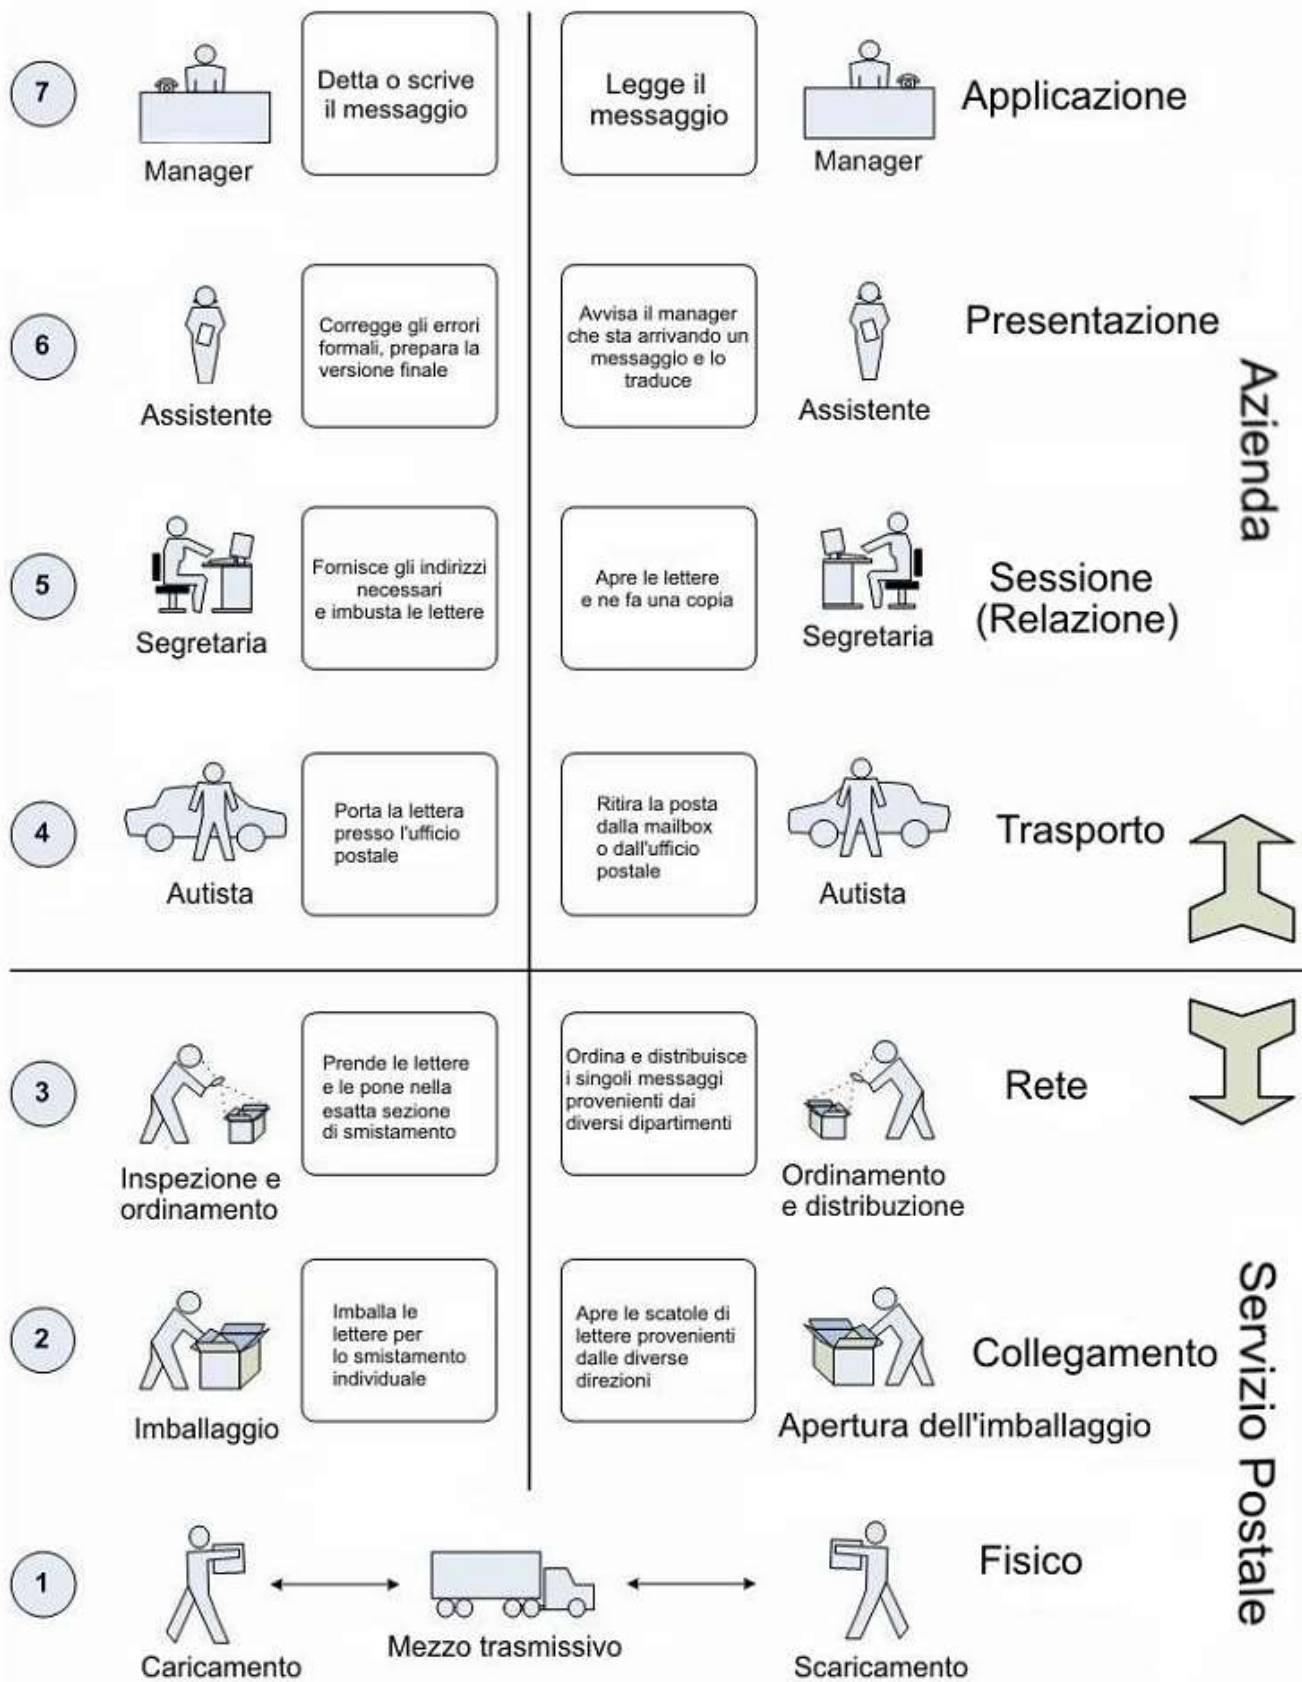 7
Detta o scrive
il messaggio
Manager
Legge il
messaggio
Manager
Applicazione
6
Corregge gli errori
formali, prepara la
versione finale
Assistente
Avvisa il manager
che sta arrivando un
messaggio e lo
traduce
Assistente
Presentazione
Azienda
5
Fornisce gli indirizzi
necessari
e imbusta le lettere
Segretaria
Apre le lettere
e ne fa una copia
Segretaria
Sessione
(Relazione)
4
Porta la lettera
presso l'ufficio
postale
Autista
Ritira la posta
dalla mailbox
o dall'ufficio
postale
Autista
Trasporto
3
Prende le lettere
e le pone nella
esatta sezione
di smistamento
Inspezione e
ordinamento
Ordina e distribuisce
i singoli messaggi
provenienti dai
diversi dipartimenti
Ordinamento
e distribuzione
Rete
2
Imballa le
lettere per
lo smistamento
individuale
Imballaggio
Apre le scatole di
lettere provenienti
dalle diverse
direzioni
Apertura dell'imballaggio
Collegamento
Servizio Postale
1
Caricamento
Mezzo trasmissivo
Scaricamento
Fisico